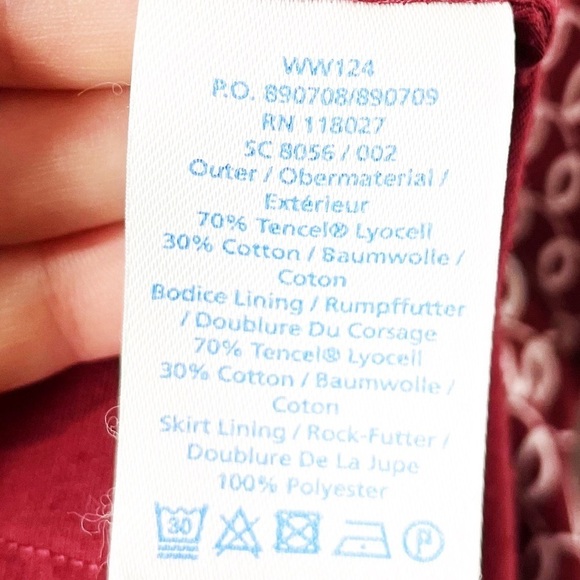 WW124
P.O. 890708/890709
RN 118027
SC 8056 / 002
Outer / Obermaterial /
Extérieur
70% Tencel® Lyocell
30% Cotton / Baumwolle /
Coton
Bodice Lining / Rumpffutter
/ Doublure Du Corsage
70% Tencel® Lyocell
30% Cotton / Baumwolle /
Coton
Skirt Lining / Rock-Futter /
Doublure De La Jupe
100% Polyester
30 P